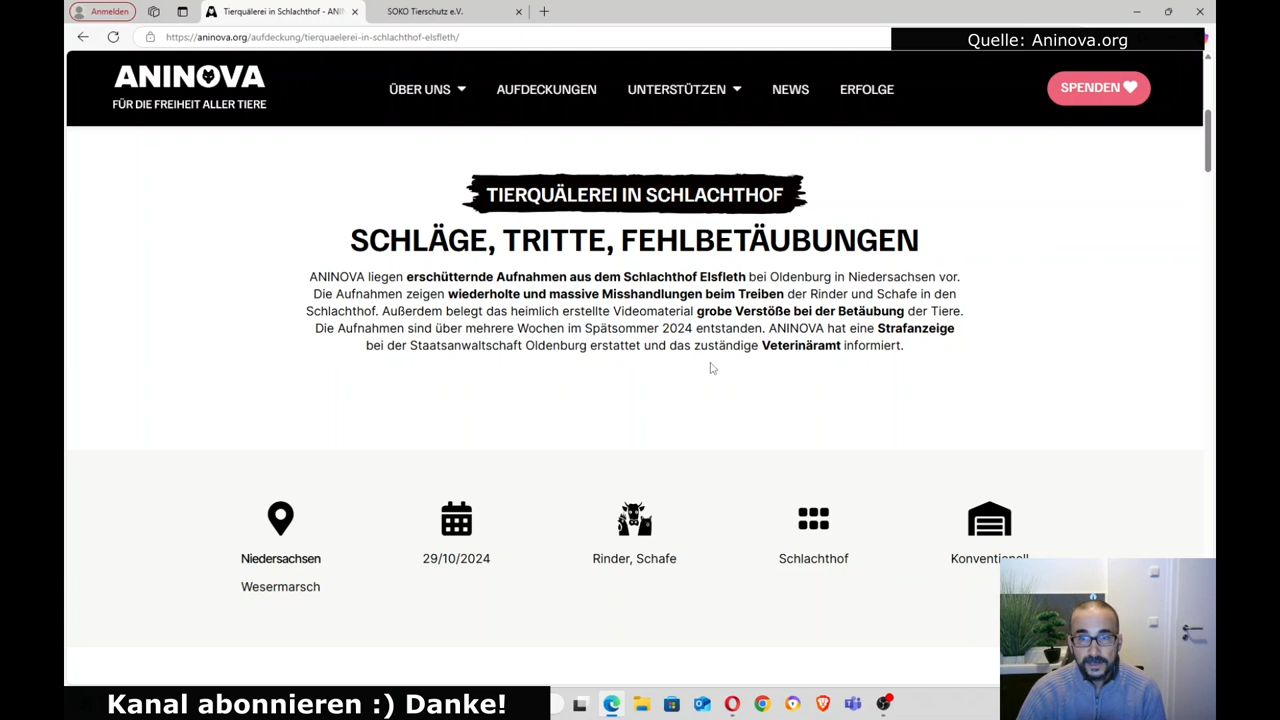 Anmelden
Tierquälerei in Schlachthof - ANI
SOKO Tierschutz e.V.
https://aninova.org/aufdeckung/tierquaelerei-in-schlachthof-elsfleth/
Quelle: Aninova.org
ANINOVA
FÜR DIE FREIHEIT ALLER TIERE
ÜBER UNS
AUFDECKUNGEN
UNTERSTÜTZEN
NEWS
ERFOLGE
SPENDEN
TIERQUÄLEREI IN SCHLACHTHOF
SCHLÄGE, TRITTE, FEHLBETÄUBUNGEN
ANINOVA liegen erschütternde Aufnahmen aus dem Schlachthof Elsfleth bei Oldenburg in Niedersachsen vor.
Die Aufnahmen zeigen wiederholte und massive Misshandlungen beim Treiben der Rinder und Schafe in den
Schlachthof. Außerdem belegt das heimlich erstellte Videomaterial grobe Verstöße bei der Betäubung der Tiere.
Die Aufnahmen sind über mehrere Wochen im Spätsommer 2024 entstanden. ANINOVA hat eine Strafanzeige
bei der Staatsanwaltschaft Oldenburg erstattet und das zuständige Veterinäramt informiert.
Niedersachsen
29/10/2024
Rinder, Schafe
Schlachthof
Konventionell
Wesermarsch
Kanal abonnieren :) Danke!